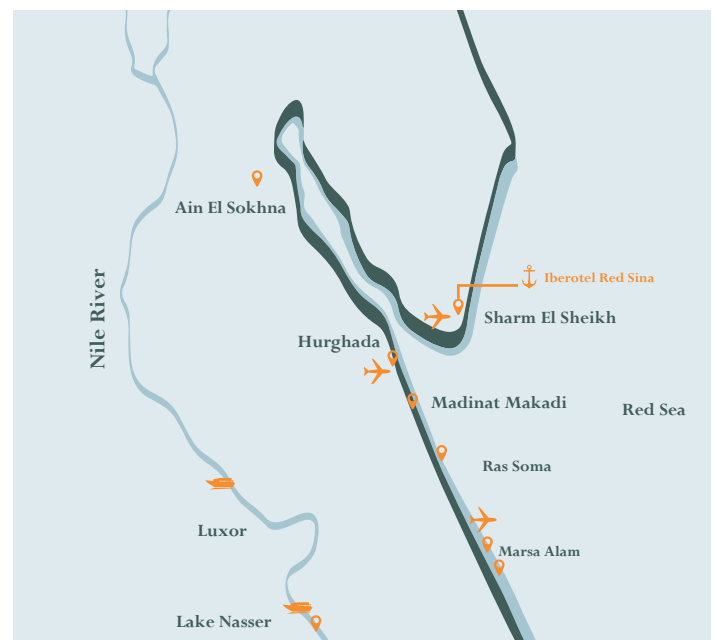 Ain El Sokhna
Iberotel Red Sina
Sharm El Sheikh
Nile River
Hurghada
Madinat Makadi
Red Sea
Ras Soma
Luxor
Marsa Alam
Lake Nasser